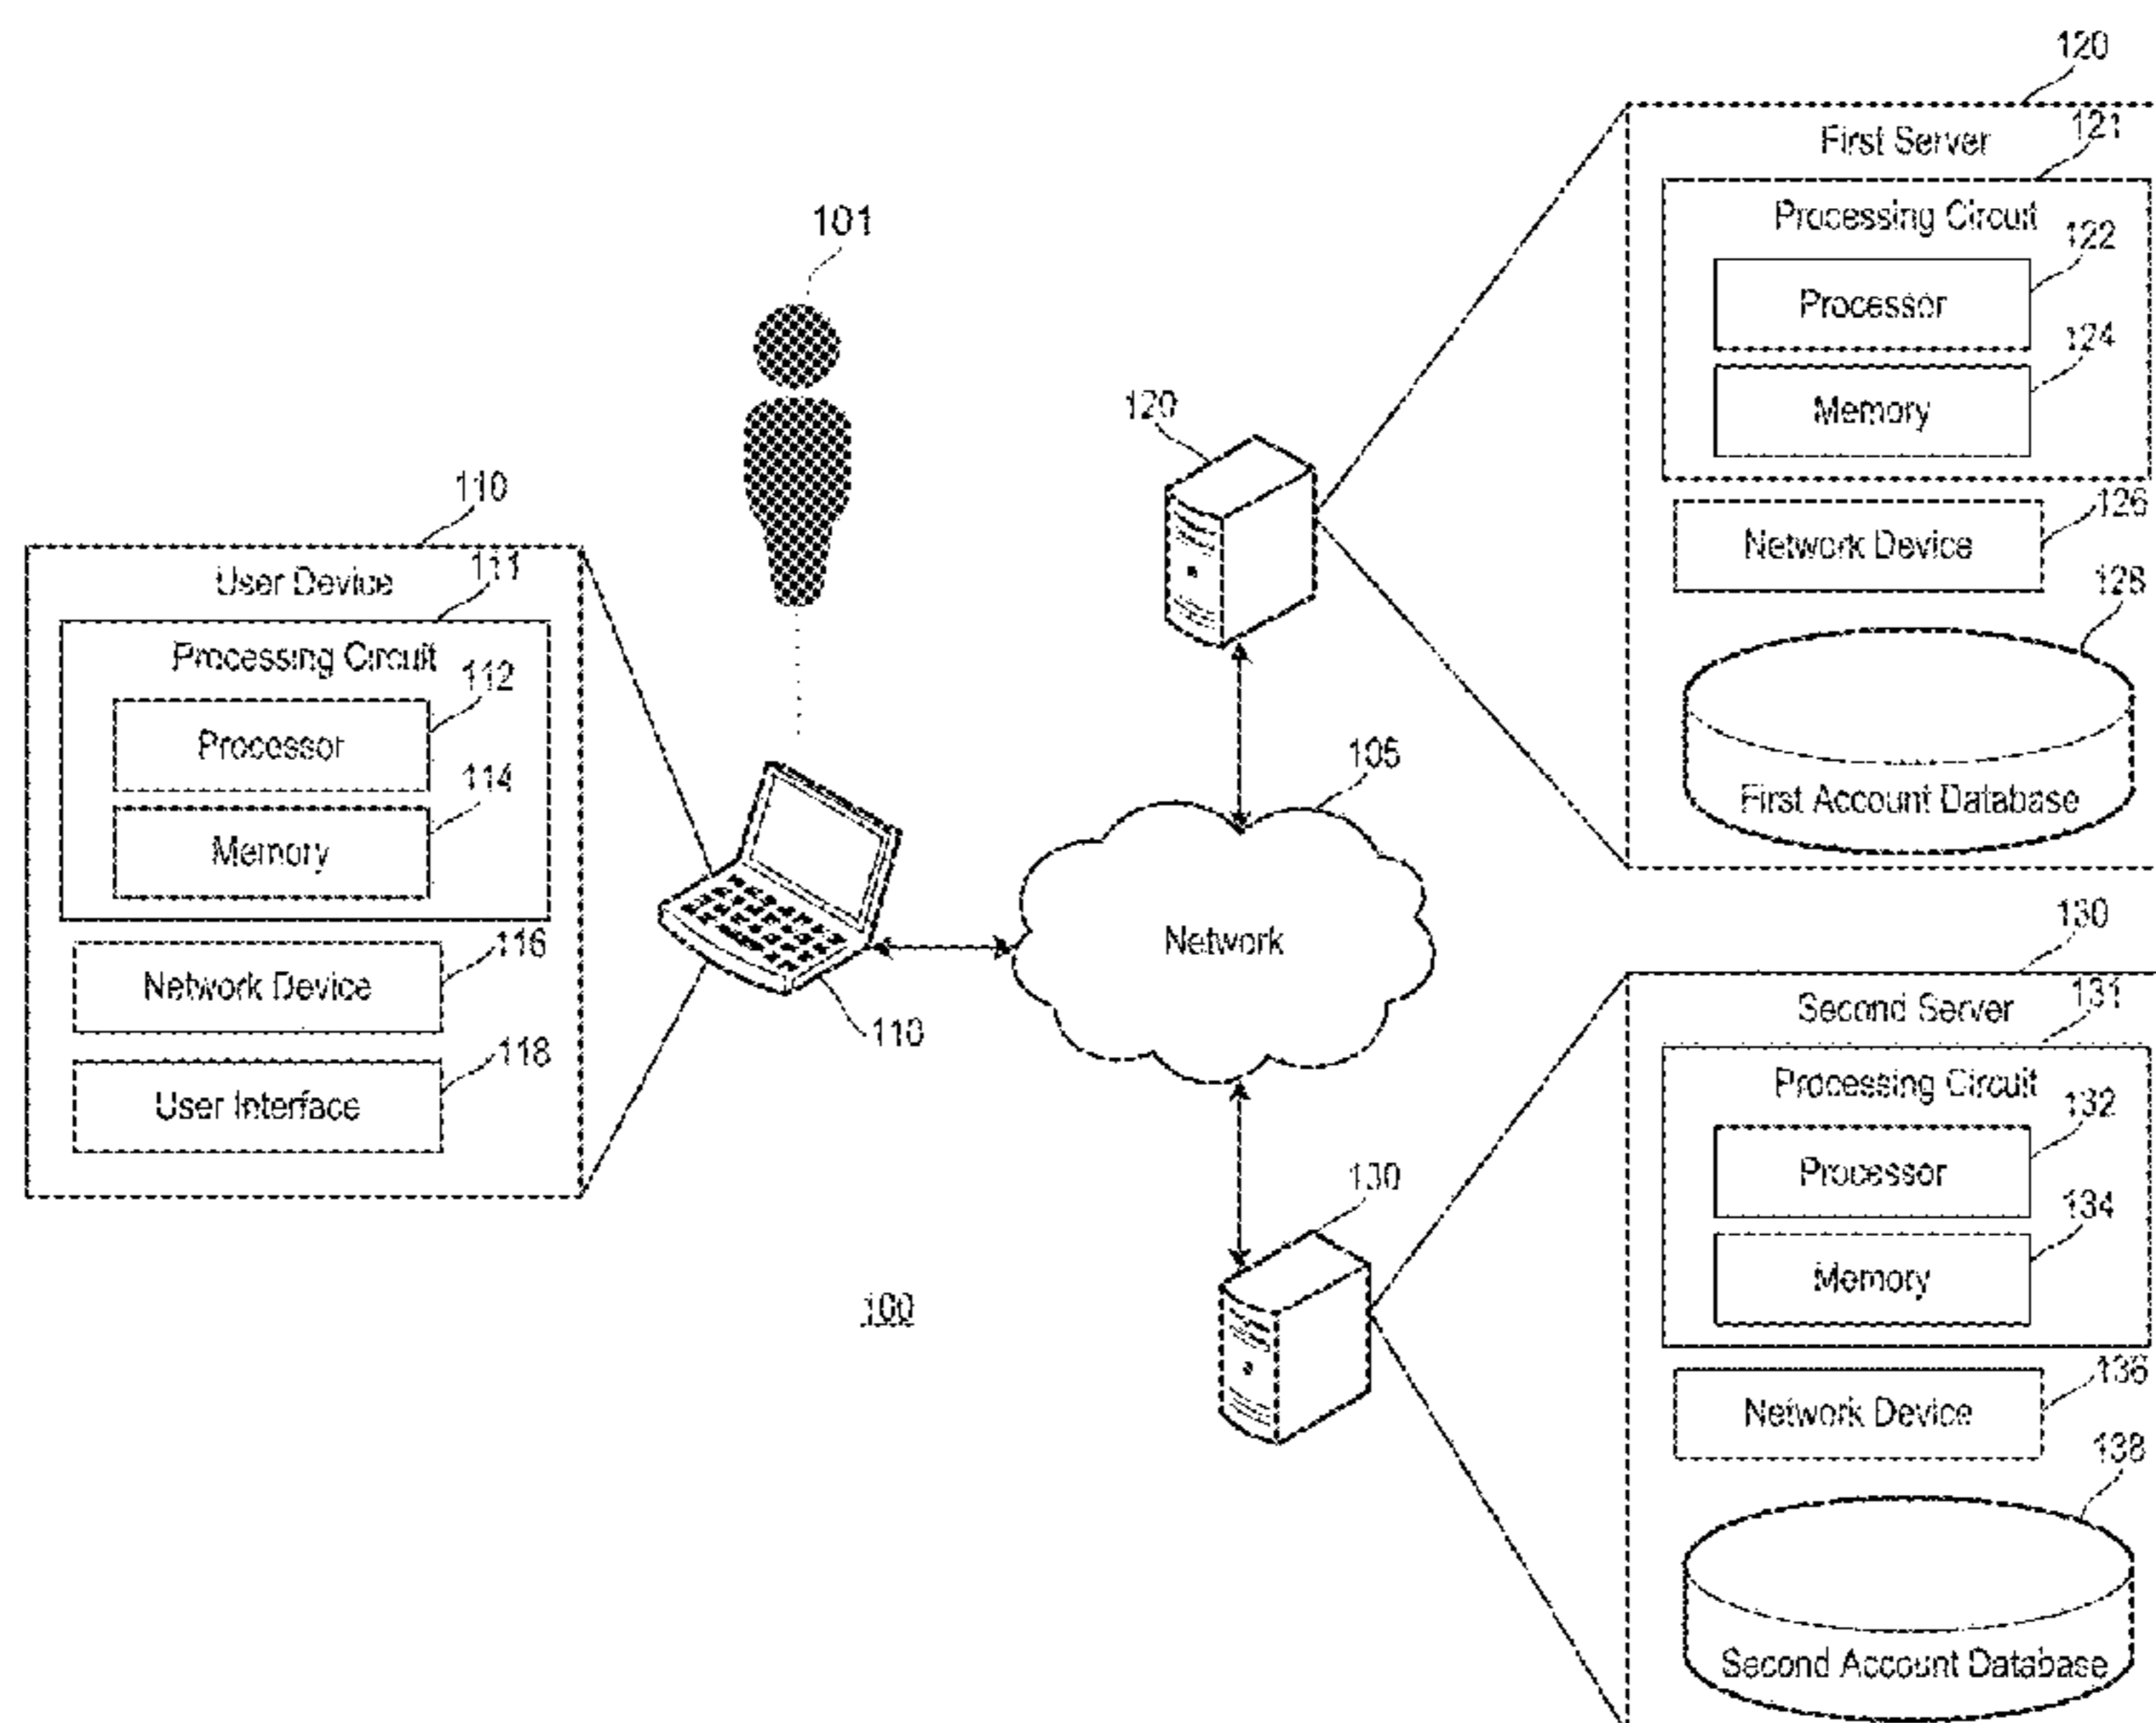 120
First Server
121
Processing Circuit
122
Processor
124
Memory
Network Device
126
128
First Account Database
101
120
110
User Device
111
Processing Circuit
112
Processor
114
Memory
Network Device
116
User Interface
118
110
105
Network
130
100
130
Second Server
131
Processing Circuit
132
Processor
134
Memory
Network Device
136
138
Second Account Database